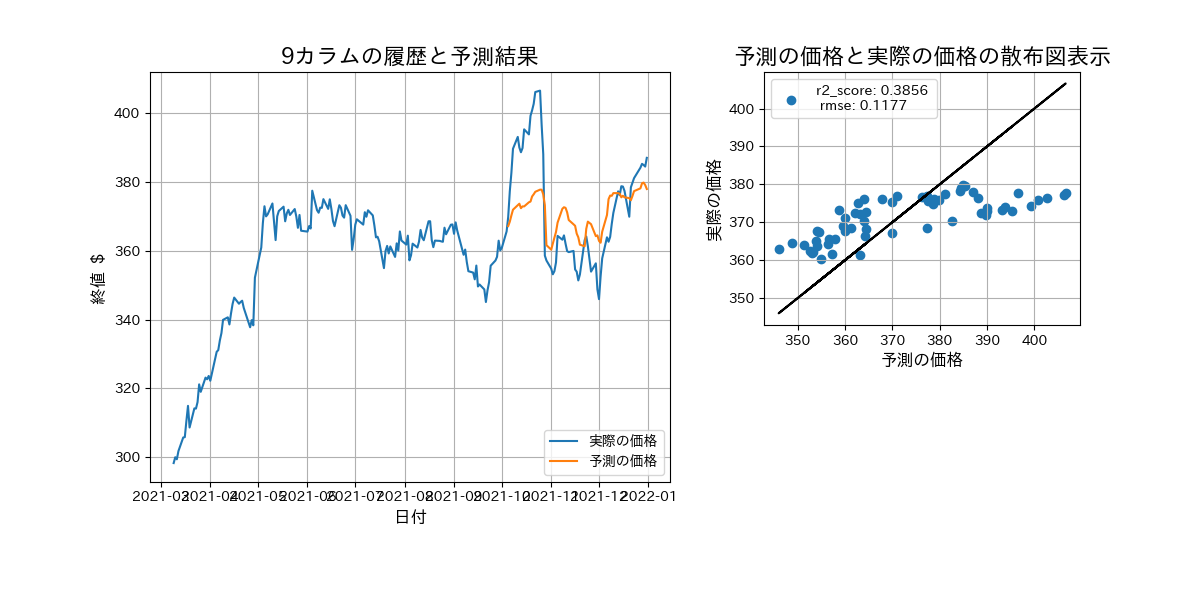 9カラムの履歴と予測結果
400
380
360
340
320
300
終値 $
2021-03
2021-04
2021-05
2021-06
2021-07
2021-08
2021-09
2021-10
2021-11
2021-12
2022-01
日付
実際の価格
予測の価格
予測の価格と実際の価格の散布図表示
r2_score: 0.3856
rmse: 0.1177
400
390
380
370
360
350
実際の価格
350
360
370
380
390
400
予測の価格